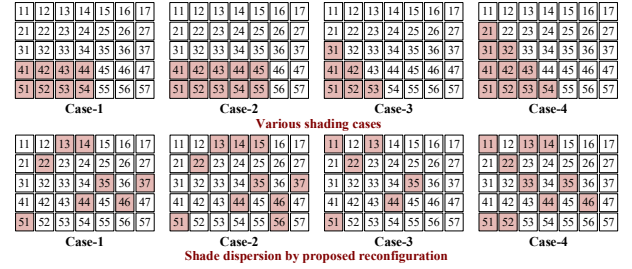 11 12 13 14 15 16 17 11 12 13 14 15 16 17 11 12 13 14 15 16 17 11 12 13 14 15 16 17
21 22 23 24 25 26 27 21 22 23 24 25 26 27 21 22 23 24 25 26 27 21 22 23 24 25 26 27
31 32 33 34 35 36 37 31 32 33 34 35 36 37 31 32 33 34 35 36 37 31 32 33 34 35 36 37
41 42 43 44 45 46 47 41 42 43 44 45 46 47 41 42 43 44 45 46 47 41 42 43 44 45 46 47
51 52 53 54 55 56 57 51 52 53 54 55 56 57 51 52 53 54 55 56 57 51 52 53 54 55 56 57
Case-1 Case-2 Case-3 Case-4
Various shading cases
11 12 13 14 15 16 17 11 12 13 14 15 16 17 11 12 13 14 15 16 17 11 12 13 14 15 16 17
21 22 23 24 25 26 27 21 22 23 24 25 26 27 21 22 23 24 25 26 27 21 22 23 24 25 26 27
31 32 33 34 35 36 37 31 32 33 34 35 36 37 31 32 33 34 35 36 37 31 32 33 34 35 36 37
41 42 43 44 45 46 47 41 42 43 44 45 46 47 41 42 43 44 45 46 47 41 42 43 44 45 46 47
51 52 53 54 55 56 57 51 52 53 54 55 56 57 51 52 53 54 55 56 57 51 52 53 54 55 56 57
Case-1 Case-2 Case-3 Case-4
Shade dispersion by proposed reconfiguration